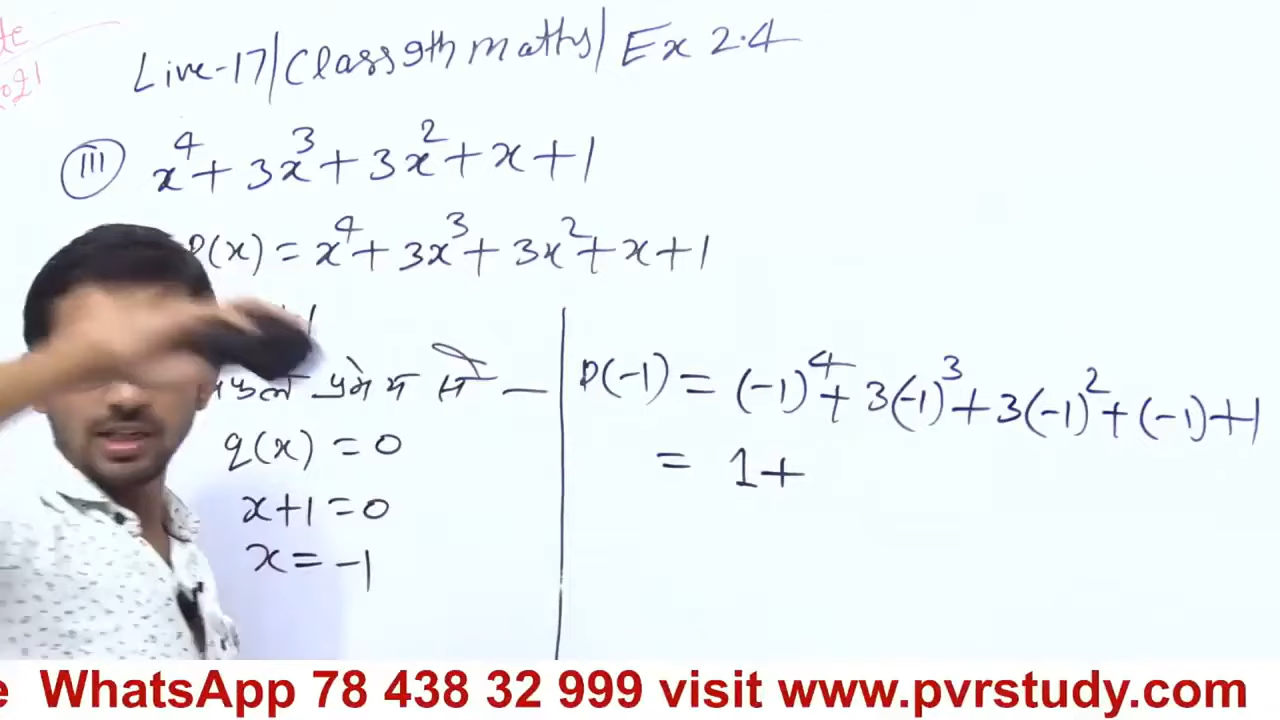 Live-17/Class 9th maths/ Ex 2.4
(III) x⁴ + 3x³ + 3x² + x + 1
P(x) = x⁴ + 3x³ + 3x² + x + 1
q(x) = 0
x+1 = 0
x = -1
P(-1) = (-1)⁴ + 3(-1)³ + 3(-1)² + (-1) + 1
= 1 +
WhatsApp 78 438 32 999 visit www.pvrstudy.com